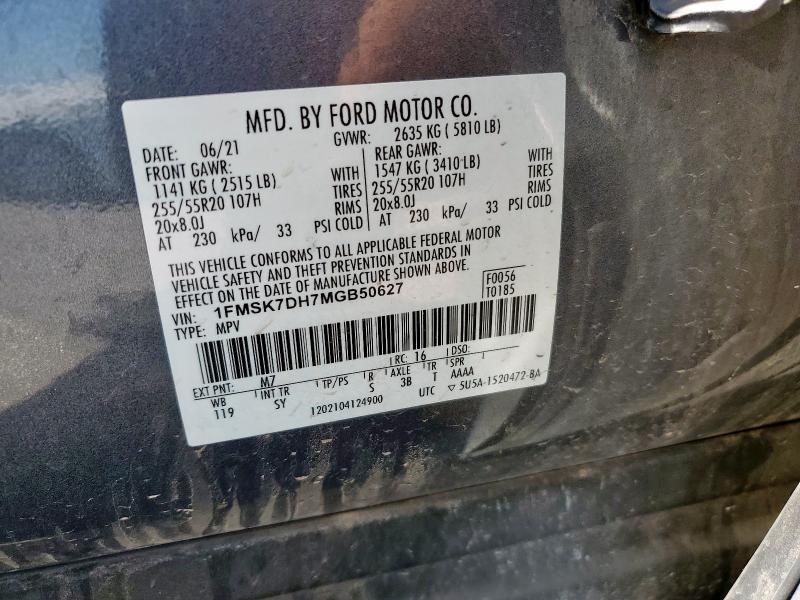 MFD. BY FORD MOTOR CO.
DATE: 06/21 GVWR: 2635 KG ( 5810 LB)
FRONT GAWR: REAR GAWR:
1141 KG ( 2515 LB) WITH 1547 KG ( 3410 LB) WITH
255/55R20 107H TIRES 255/55R20 107H TIRES
20x8.0J RIMS 20x8.0J RIMS
AT 230 kPa/ 33 PSI COLD AT 230 kPa/ 33 PSI COLD
THIS VEHICLE CONFORMS TO ALL APPLICABLE FEDERAL MOTOR
VEHICLE SAFETY AND THEFT PREVENTION STANDARDS IN
EFFECT ON THE DATE OF MANUFACTURE SHOWN ABOVE.
VIN: 1FMSK7DH7MGB50627 F0056
TYPE: MPV T0185
EXT PNT: M7 RC: 16 DSO:
WB INT TR TP/PS R AXLE TR SPR
119 SY S 3B T AAAA
1202104124900 UTC ▽ 5U5A-1520472-BA